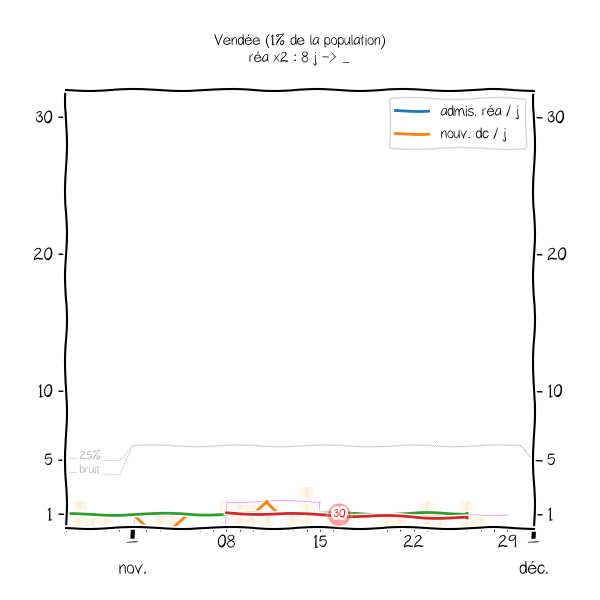 Vendée (1% de la population)
réa x2 : 8 j -> _
admis. réa / j
nouv. dc / j
30
30
20
20
10
10
25%
5
5
bruit
1
30
1
08
15
22
29
nov.
déc.